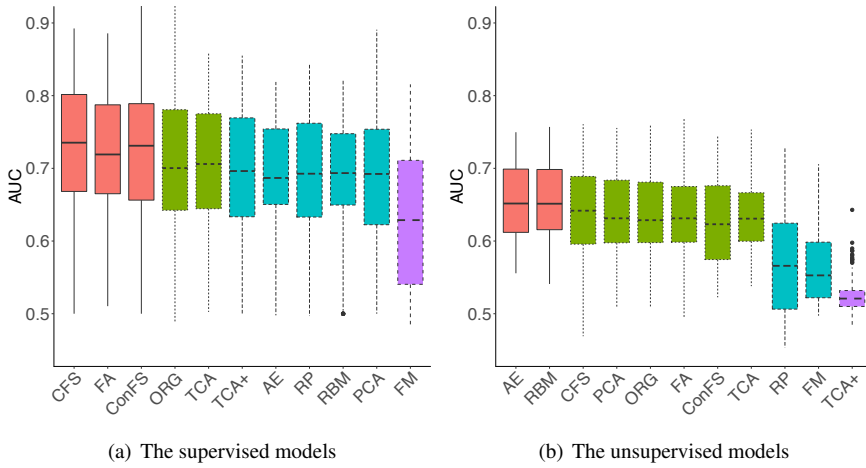 0.9
0.8
0.7
0.6
0.5
AUC
CFS
FA
ConFS
ORG
TCA
TCA+
AE
RP
RBM
PCA
FM
(a) The supervised models
0.9
0.8
0.7
0.6
0.5
AUC
AE
RBM
CFS
PCA
ORG
FA
ConFS
TCA
RP
FM
TCA+
(b) The unsupervised models